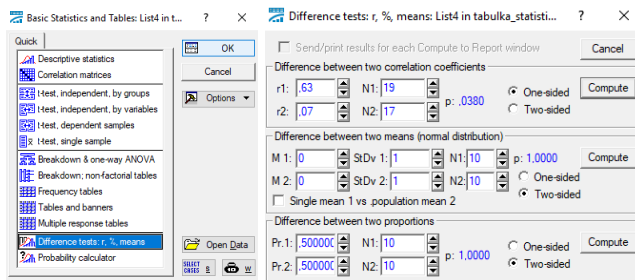 Basic Statistics and Tables: List4 in t... ? ×
Quick
Descriptive statistics
Correlation matrices
t-test, independent, by groups
t-test, independent, by variables
t-test, dependent samples
t-test, single sample
Breakdown & one-way ANOVA
Breakdown; non-factorial tables
Frequency tables
Tables and banners
Multiple response tables
Difference tests: r, %, means
Probability calculator
OK
Cancel
Options
Open Data
SELECT CASES S W
Difference tests: r, %, means: List4 in tabulka_statisti... ? ×
Send/print results for each Compute to Report window Cancel
Difference between two correlation coefficients
r1: ,63 N1: 19 p: ,0380 One-sided Compute
r2: ,07 N2: 17 Two-sided
Difference between two means (normal distribution)
M 1: 0 StDv 1: 1 N1: 10 p: 1,0000 Compute
M 2: 0 StDv 2: 1 N2: 10 One-sided
Single mean 1 vs .population mean 2 Two-sided
Difference between two proportions
Pr.1: ,500000 N1: 10 p: 1,0000 One-sided Compute
Pr.2: ,500000 N2: 10 Two-sided